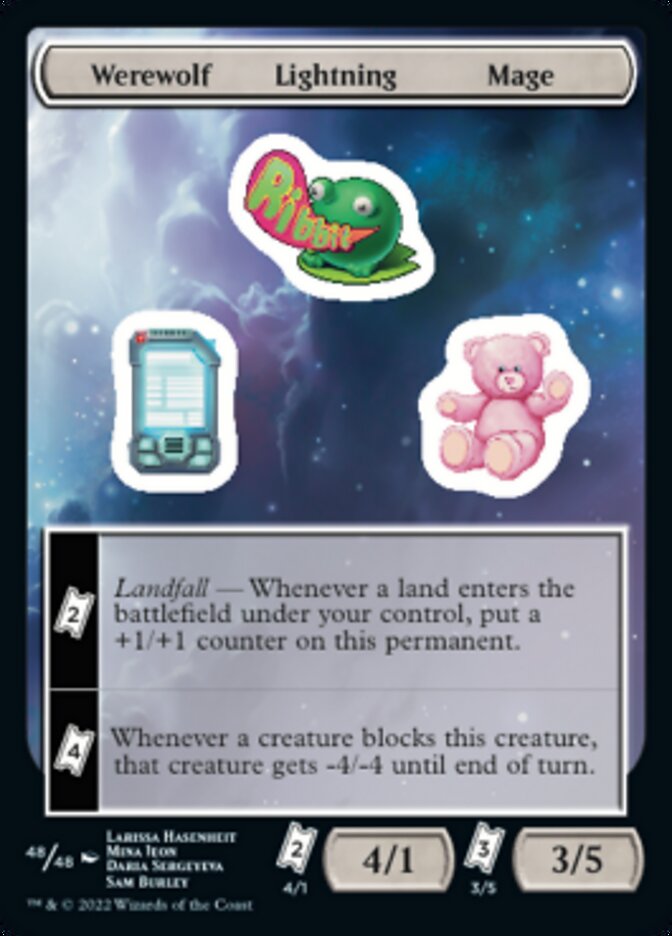 Werewolf Lightning Mage
Ribbit
2
Landfall — Whenever a land enters the
battlefield under your control, put a
+1/+1 counter on this permanent.
4
Whenever a creature blocks this creature,
that creature gets -4/-4 until end of turn.
48/48
Larissa Hasenheit
Mina Jeon
Daria Sergeyeva
Sam Burley
2
4/1
4/1
3
3/5
3/5
™ & © 2022 Wizards of the Coast